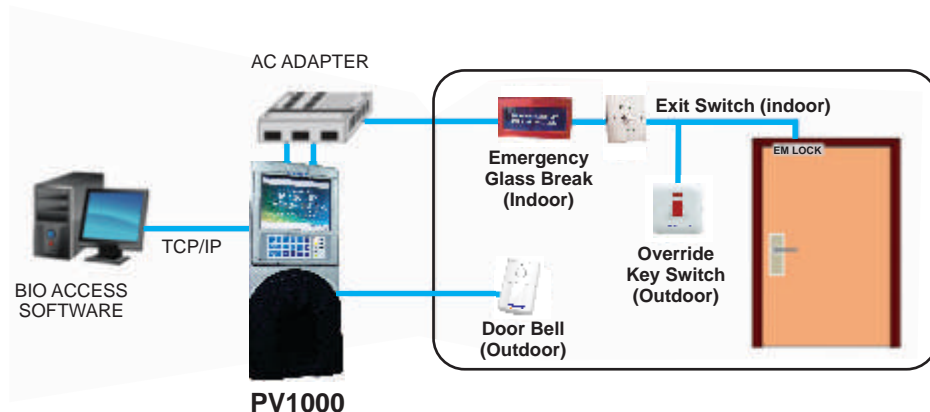 AC ADAPTER
Exit Switch (indoor)
EM LOCK
Emergency
Glass Break
(Indoor)
TCP/IP
Override
Key Switch
(Outdoor)
BIO ACCESS
SOFTWARE
Door Bell
(Outdoor)
PV1000